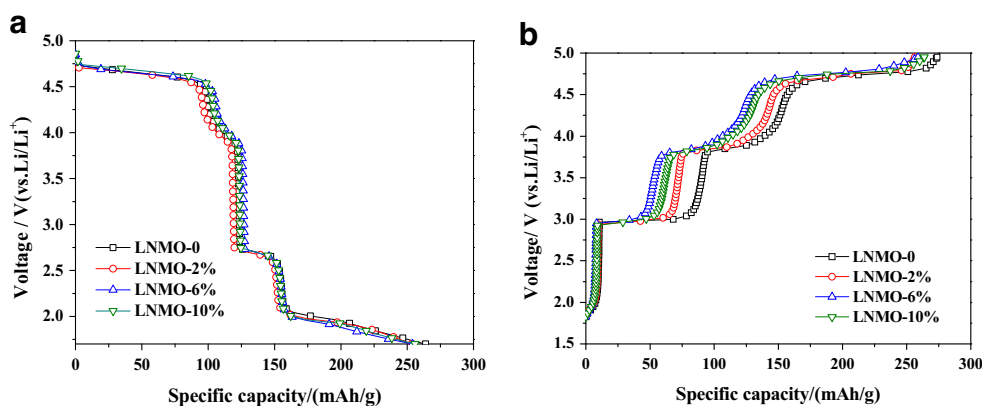 a
5.0
4.5
4.0
3.5
3.0
2.5
2.0
Voltage / V(vs.Li/Li+)
LNMO-0
LNMO-2%
LNMO-6%
LNMO-10%
0 50 100 150 200 250 300
Specific capacity/(mAh/g)
b
5.0
4.5
4.0
3.5
3.0
2.5
2.0
1.5
Voltage/ V (vs.Li/Li+)
LNMO-0
LNMO-2%
LNMO-6%
LNMO-10%
0 50 100 150 200 250 300
Specific capacity/(mAh/g)